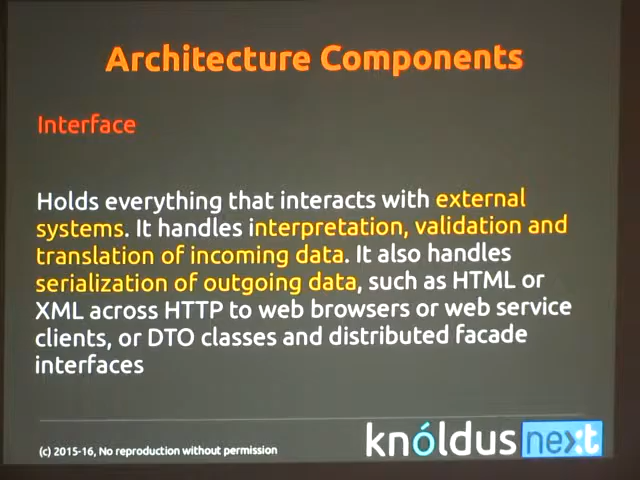 Architecture Components
Interface
Holds everything that interacts with external
systems. It handles interpretation, validation and
translation of incoming data. It also handles
serialization of outgoing data, such as HTML or
XML across HTTP to web browsers or web service
clients, or DTO classes and distributed facade
interfaces
(c) 2015-16, No reproduction without permission
knóldus next